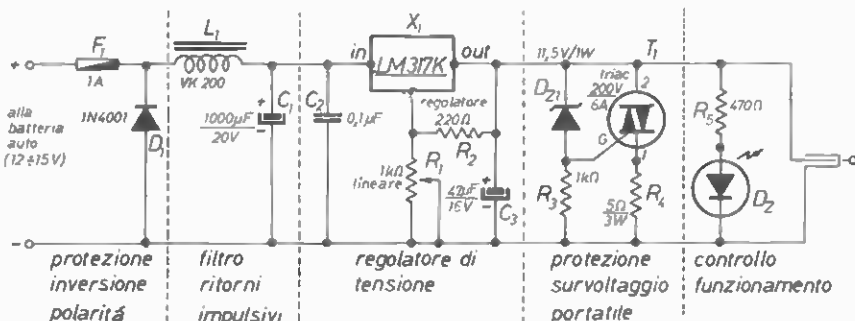 +
F1
1A
alla
batteria
auto
(12÷15V)
1N4001
D1
L1
VK 200
1000µF
20V
+
−
C1
C2
0,1µF
X1
in
LM317K
out
regolatore
220Ω
R2
1kΩ
lineare
R1
+
47µF
16V
−
C3
11,5V/1W
DZ1
T1
triac
200V
6A
2
G
1
1kΩ
R3
5Ω
3W
R4
R5
470Ω
D2
−
protezione
inversione
polaritá
filtro
ritorni
impulsivi
regolatore di
tensione
protezione
survoltaggio
portatile
controllo
funzionamento